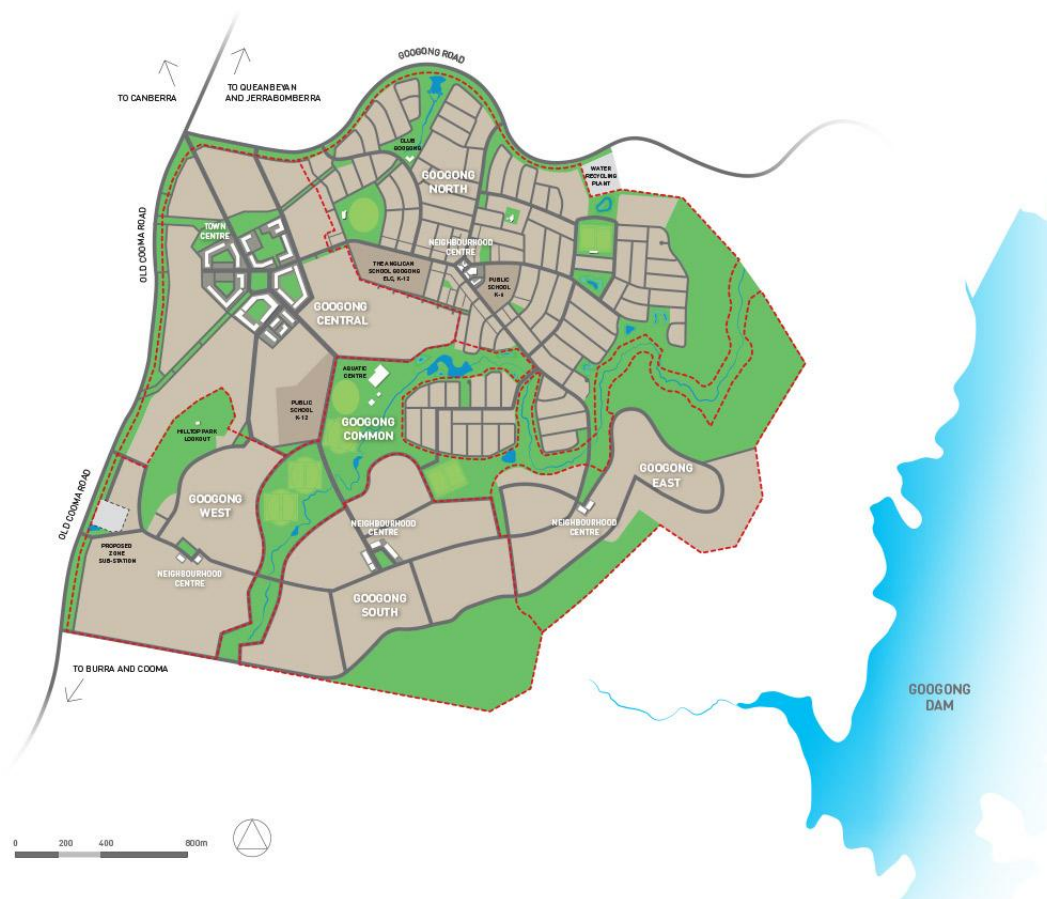 GOOGONG ROAD
TO CANBERRA
TO QUEANBEYAN
AND JERRABOMBERRA
CLUB
GOOGONG
GOOGONG
NORTH
WATER
RECYCLING
PLANT
OLD COOMA ROAD
TOWN
CENTRE
NEIGHBOURHOOD
CENTRE
THE ANGLICAN
SCHOOL GOOGONG
ELC, K-12
PUBLIC
SCHOOL
K-6
GOOGONG
CENTRAL
AQUATIC
CENTRE
PUBLIC
SCHOOL
K-12
GOOGONG
COMMON
HILLTOP PARK
LOOKOUT
GOOGONG
EAST
OLD COOMA ROAD
GOOGONG
WEST
NEIGHBOURHOOD
CENTRE
NEIGHBOURHOOD
CENTRE
PROPOSED
ZONE
SUB-STATION
NEIGHBOURHOOD
CENTRE
GOOGONG
SOUTH
TO BURRA AND COOMA
GOOGONG
DAM
0 200 400 800m